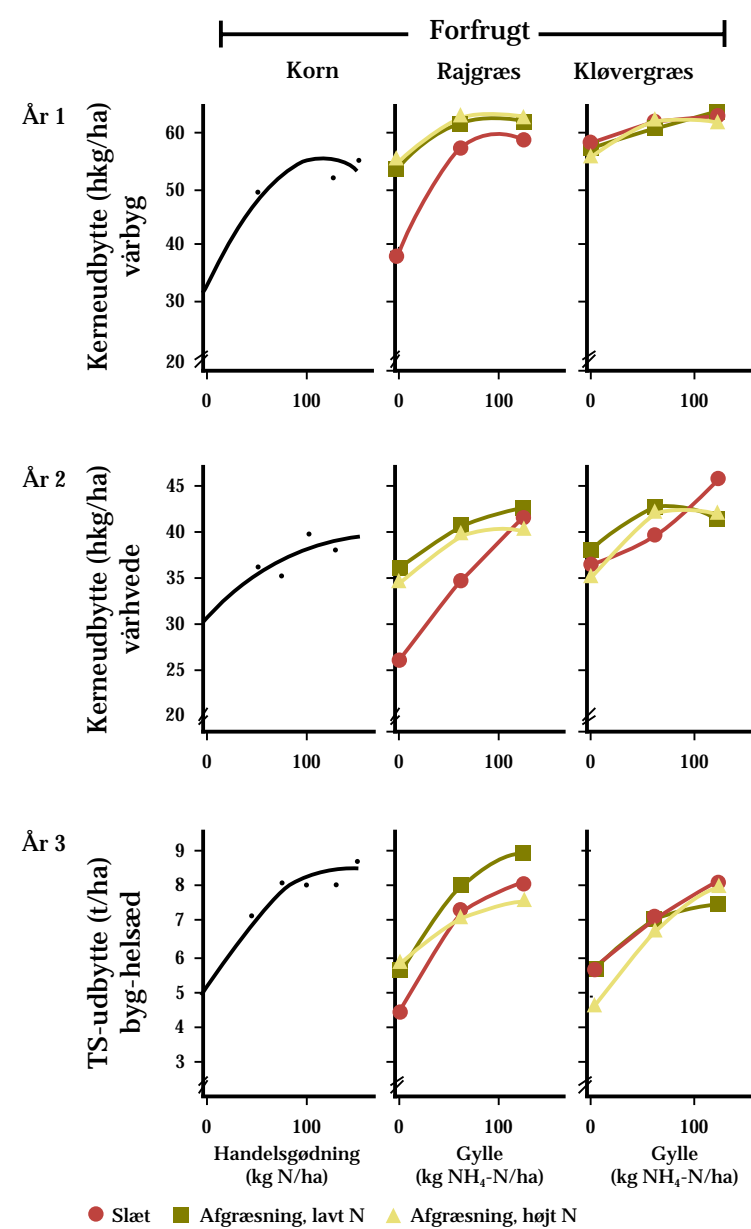 Forfrugt
Korn
Rajgræs
Kløvergræs
År 1
Kerneudbytte (hkg/ha)
vårbyg
60
50
40
30
20
0
100
0
100
0
100
År 2
Kerneudbytte (hkg/ha)
vårhvede
45
40
35
30
25
20
0
100
0
100
0
100
År 3
TS-udbytte (t/ha)
byg-helsæd
9
8
7
6
5
4
3
0
100
0
100
0
100
Handelsgødning
(kg N/ha)
Gylle
(kg NH₄-N/ha)
Gylle
(kg NH₄-N/ha)
Slæt
Afgræsning, lavt N
Afgræsning, højt N